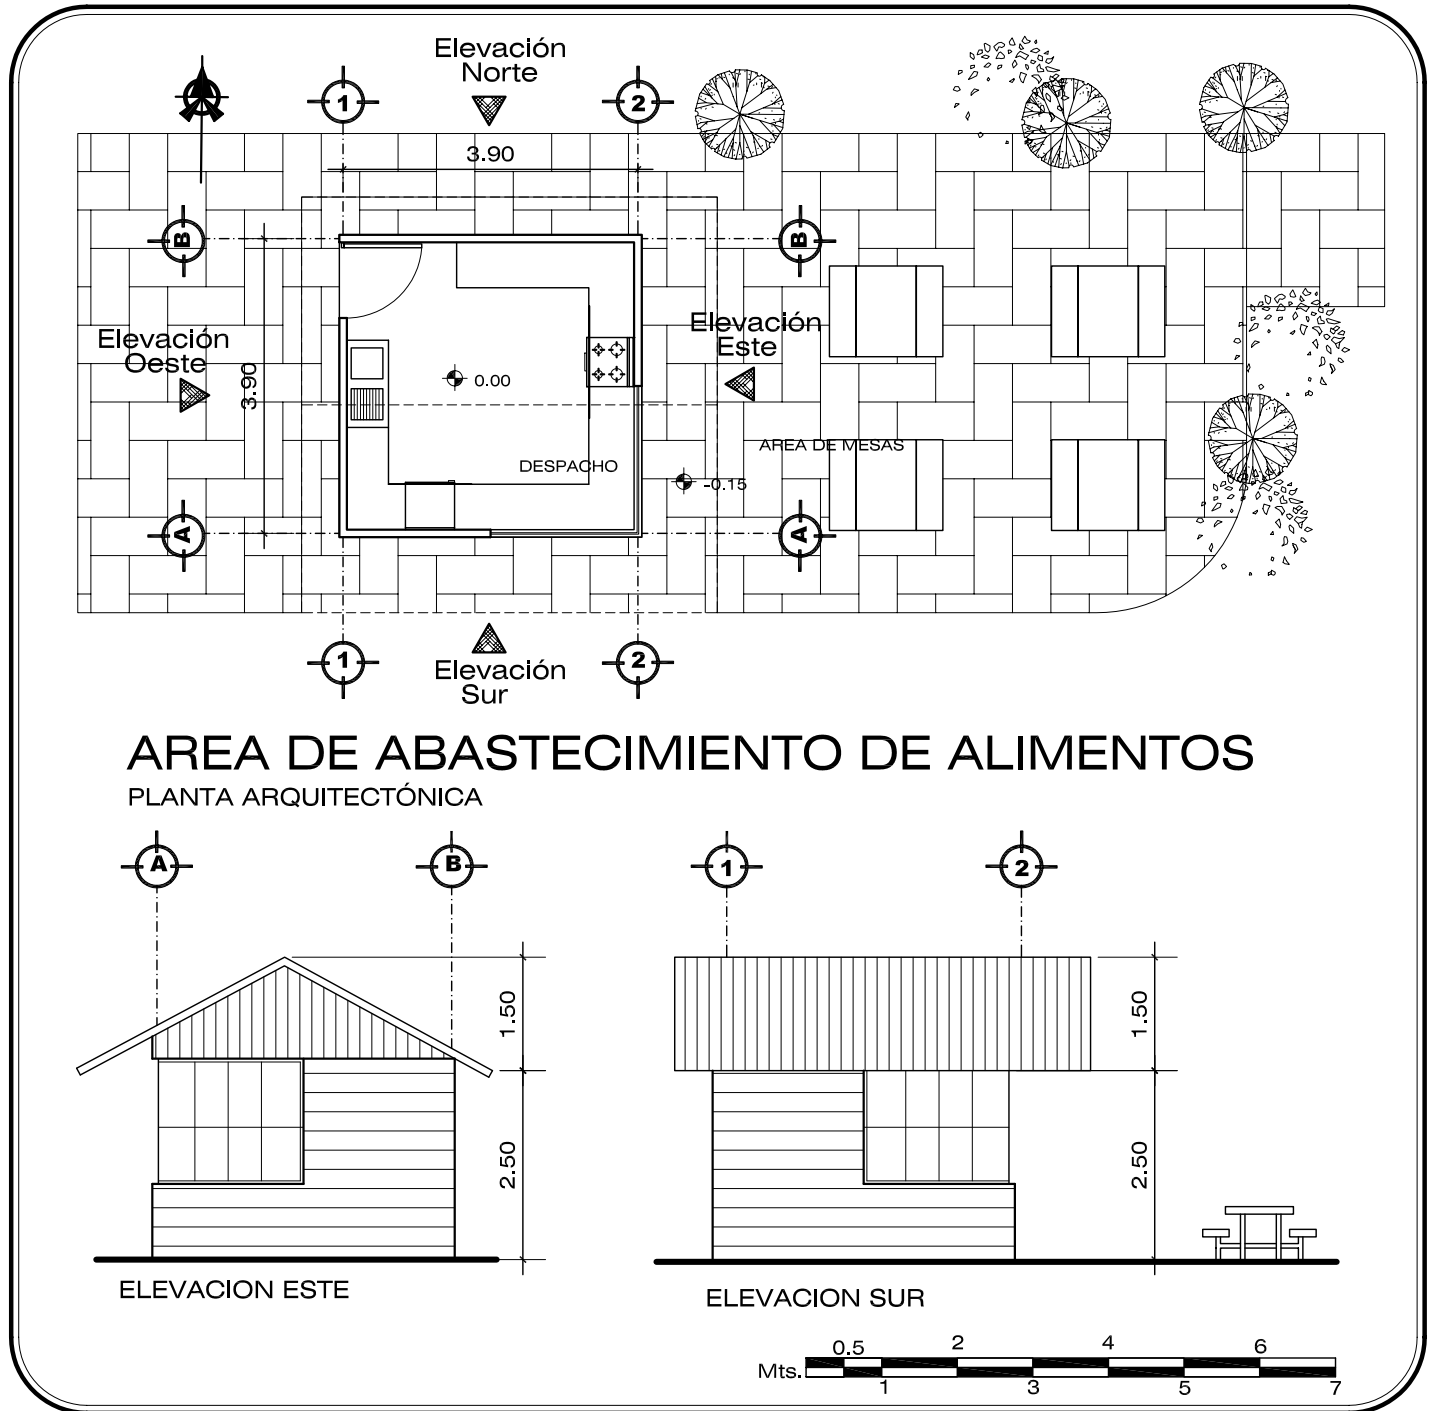 Elevación
Norte
1
2
3.90
B
B
Elevación
Oeste
3.90
Elevación
Este
0.00
AREA DE MESAS
DESPACHO
-0.15
A
A
1
2
Elevación
Sur
AREA DE ABASTECIMIENTO DE ALIMENTOS
PLANTA ARQUITECTÓNICA
A
B
1
2
1.50
2.50
1.50
2.50
ELEVACION ESTE
ELEVACION SUR
0.5 2 4 6
Mts.
1 3 5 7